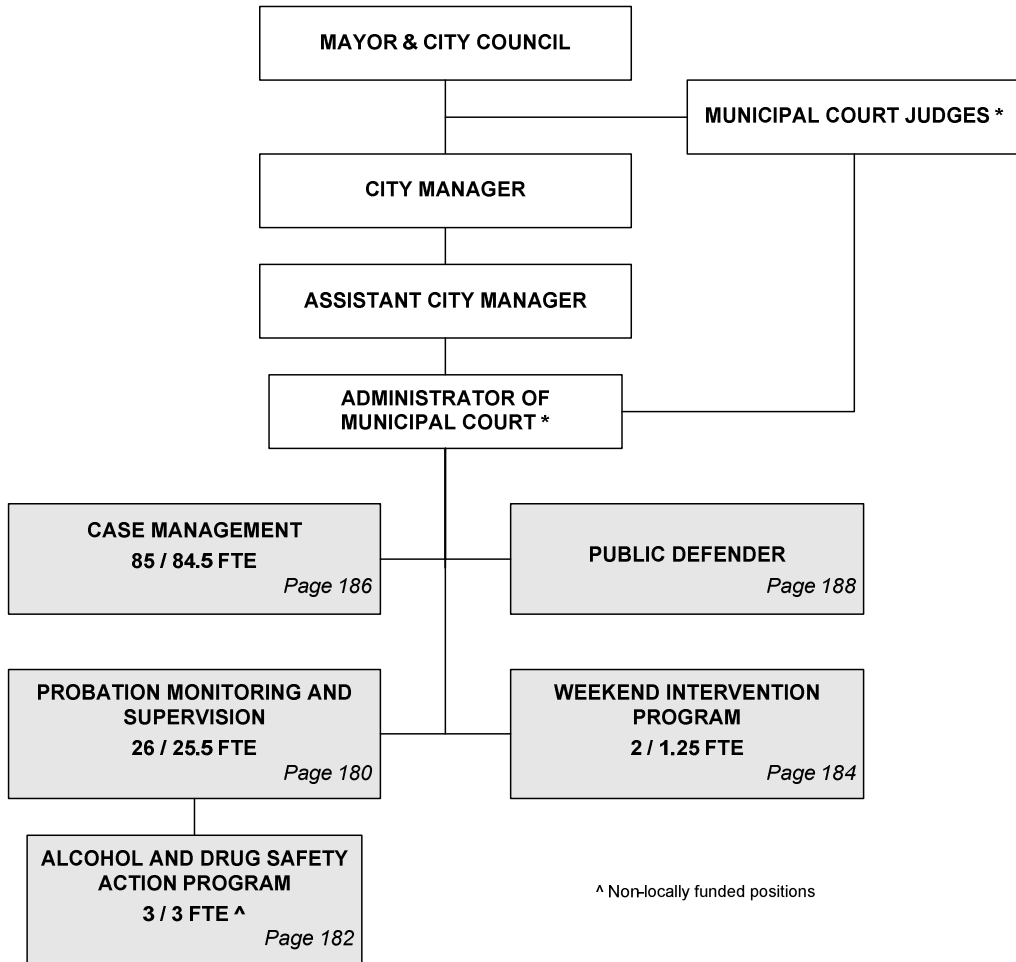 MAYOR & CITY COUNCIL
MUNICIPAL COURT JUDGES *
CITY MANAGER
ASSISTANT CITY MANAGER
ADMINISTRATOR OF
MUNICIPAL COURT *
CASE MANAGEMENT
85 / 84.5 FTE
Page 186
PUBLIC DEFENDER
Page 188
PROBATION MONITORING AND
SUPERVISION
26 / 25.5 FTE
Page 180
WEEKEND INTERVENTION
PROGRAM
2 / 1.25 FTE
Page 184
ALCOHOL AND DRUG SAFETY
ACTION PROGRAM
3 / 3 FTE ^
Page 182
^ Non-locally funded positions